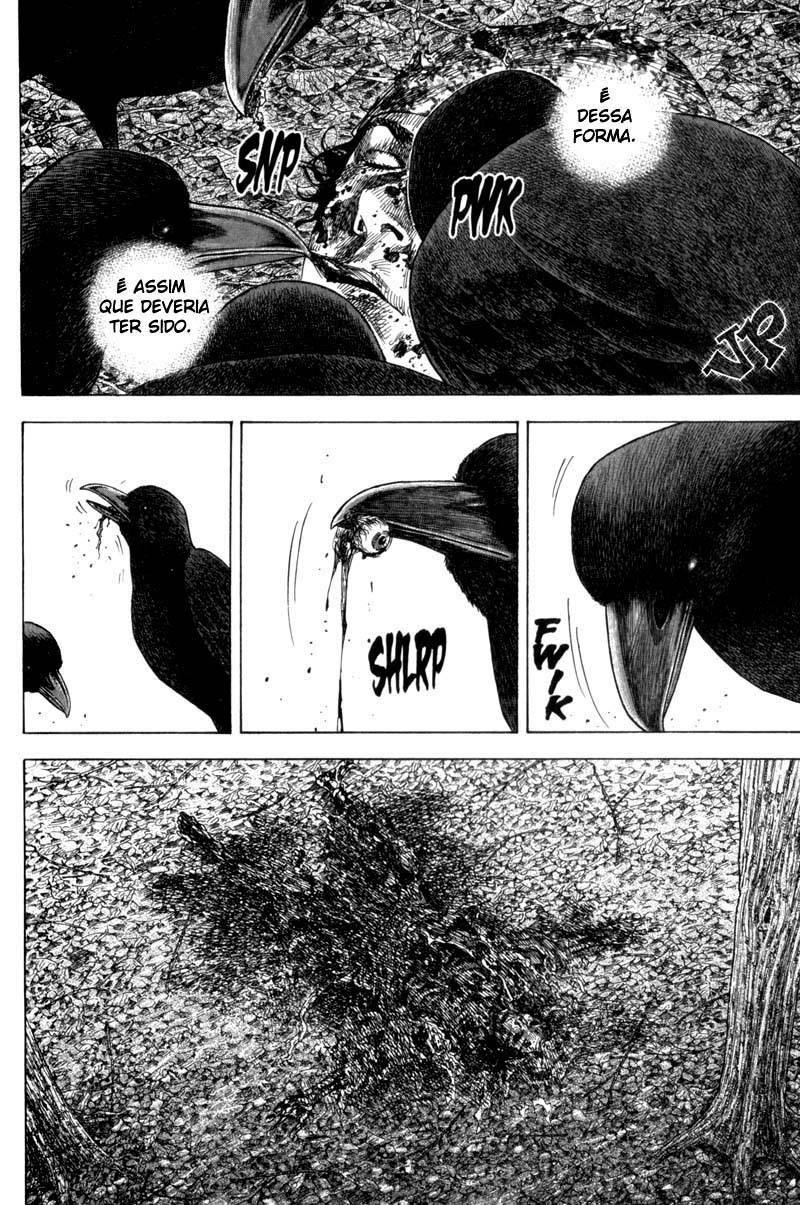 É
DESSA
FORMA.
SNP
PWK
É ASSIM
QUE DEVERIA
TER SIDO.
VP
FWIK
SHLRP